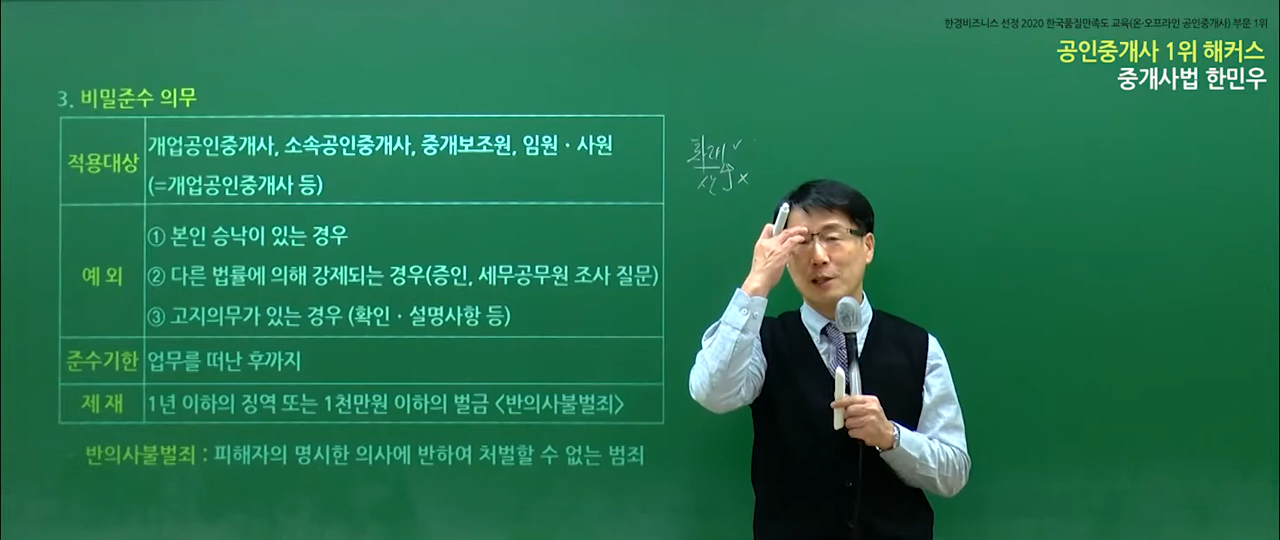 한경비즈니스 선정 2020 한국품질만족도 교육(온·오프라인 공인중개사) 부문 1위
공인중개사 1위 해커스
중개사법 한민우
3. 비밀준수 의무
적용대상
개업공인중개사, 소속공인중개사, 중개보조원, 임원·사원
(=개업공인중개사 등)
예 외
① 본인 승낙이 있는 경우
② 다른 법률에 의해 강제되는 경우(증인, 세무공무원 조사 질문)
③ 고지의무가 있는 경우 (확인·설명사항 등)
준수기한 업무를 떠난 후까지
제 재 1년 이하의 징역 또는 1천만원 이하의 벌금 <반의사불벌죄>
반의사불벌죄 : 피해자의 명시한 의사에 반하여 처벌할 수 없는 범죄